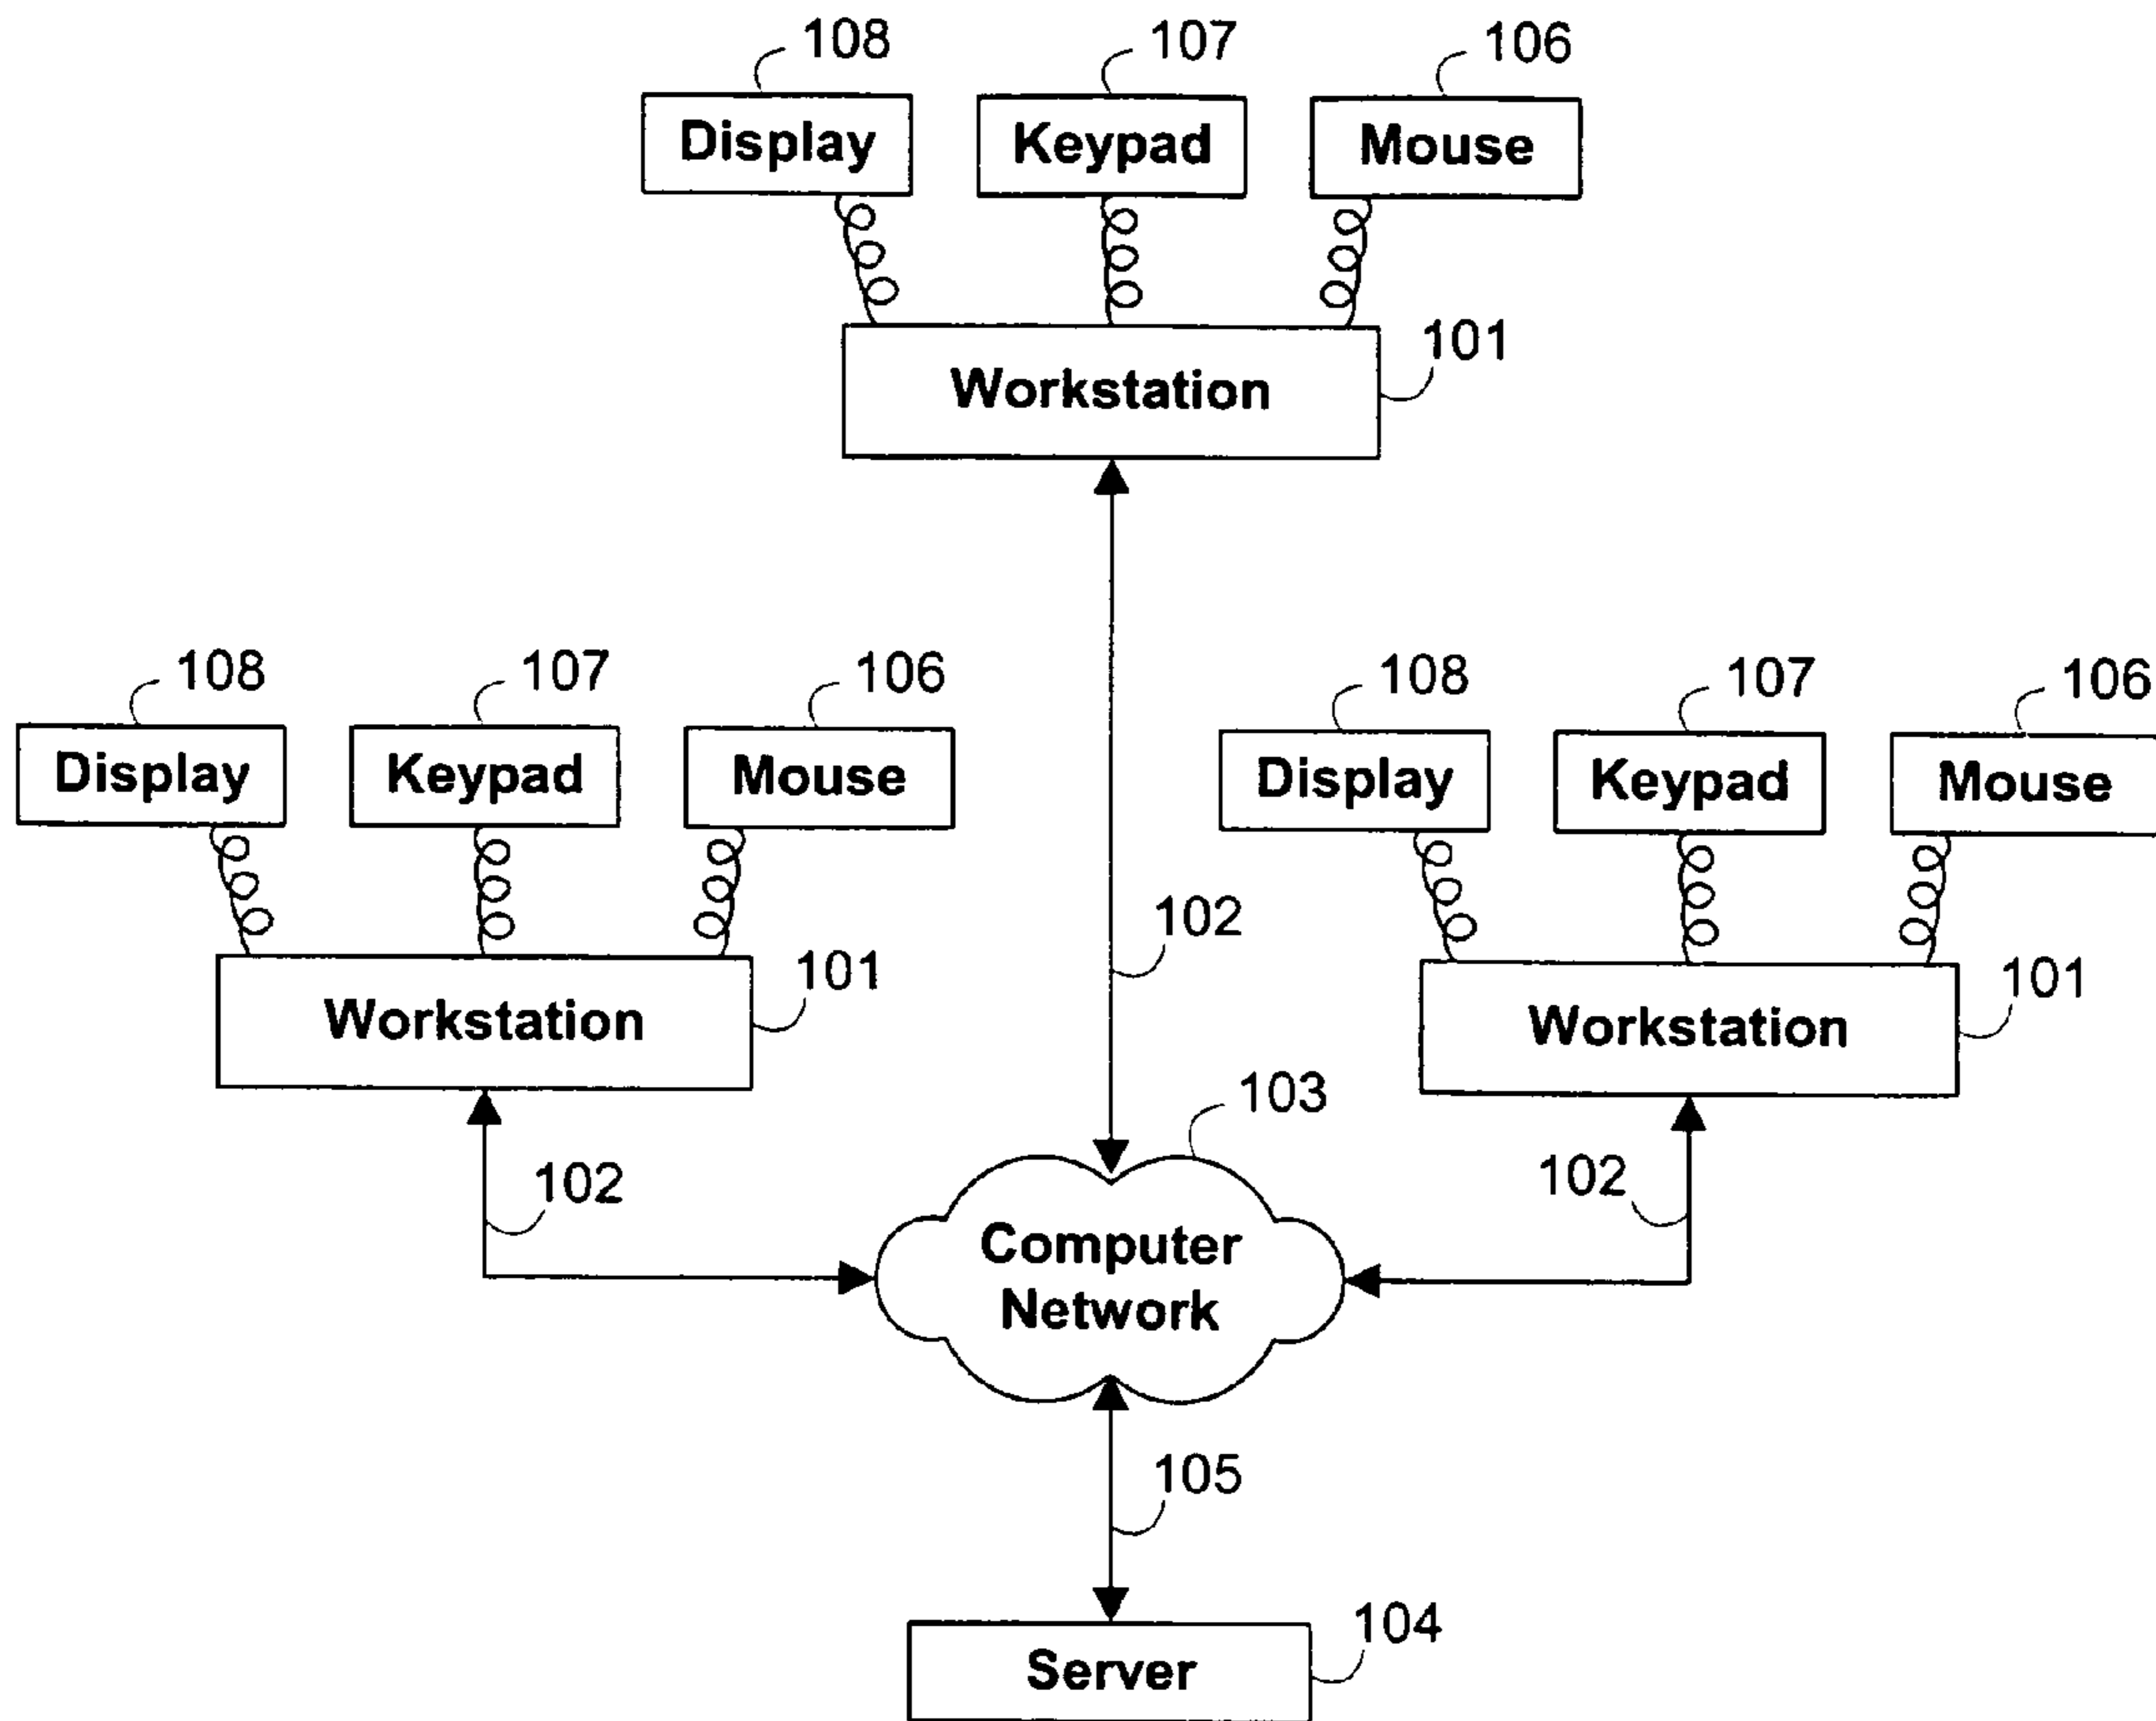 108 107 106
Display Keypad Mouse
101
Workstation
108 107 106 108 107 106
Display Keypad Mouse Display Keypad Mouse
102
101 101
Workstation Workstation
103
102 102
Computer
Network
105
104
Server